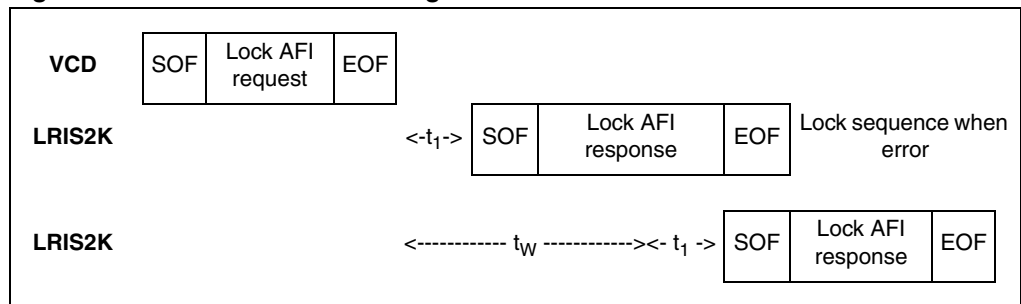 VCD SOF Lock AFI request EOF
LRIS2K <-t1-> SOF Lock AFI response EOF Lock sequence when error
LRIS2K <------------ tW ------------><- t1 -> SOF Lock AFI response EOF